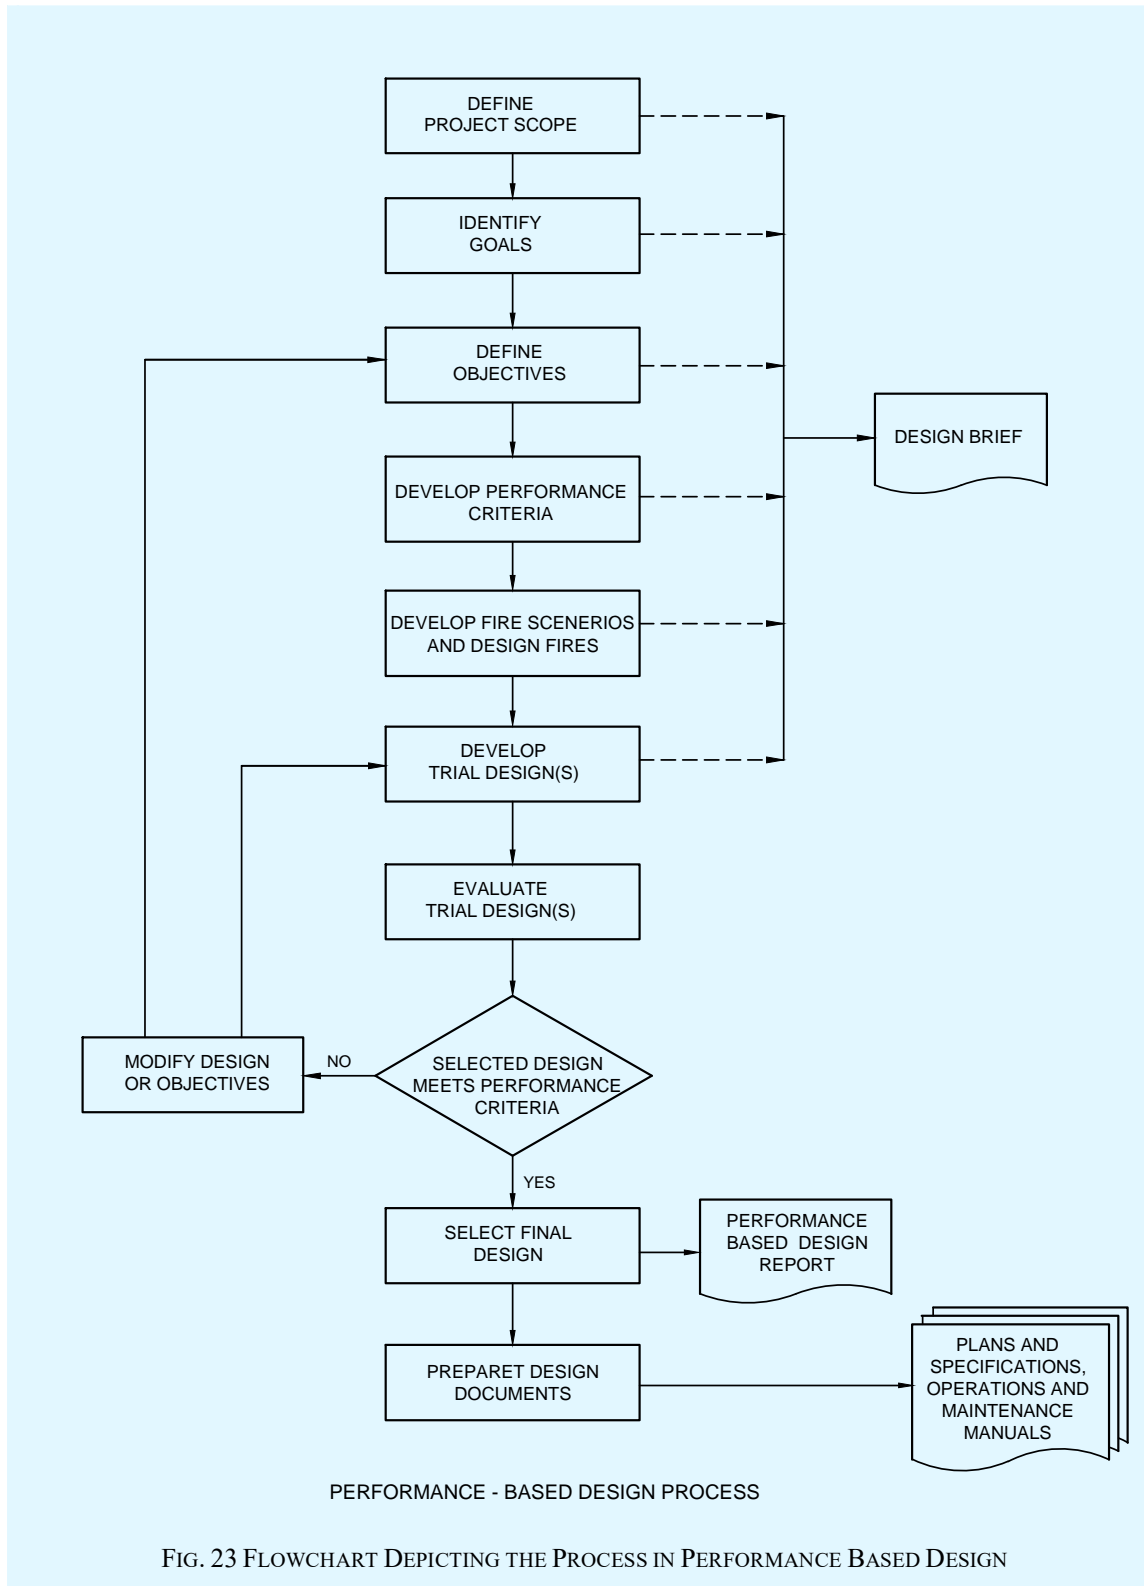 DEFINE
PROJECT SCOPE
IDENTIFY
GOALS
DEFINE
OBJECTIVES
DESIGN BRIEF
DEVELOP PERFORMANCE
CRITERIA
DEVELOP FIRE SCENERIOS
AND DESIGN FIRES
DEVELOP
TRIAL DESIGN(S)
EVALUATE
TRIAL DESIGN(S)
MODIFY DESIGN
OR OBJECTIVES
NO
SELECTED DESIGN
MEETS PERFORMANCE
CRITERIA
YES
SELECT FINAL
DESIGN
PERFORMANCE
BASED DESIGN
REPORT
PREPARET DESIGN
DOCUMENTS
PLANS AND
SPECIFICATIONS,
OPERATIONS AND
MAINTENANCE
MANUALS
PERFORMANCE - BASED DESIGN PROCESS
FIG. 23 FLOWCHART DEPICTING THE PROCESS IN PERFORMANCE BASED DESIGN